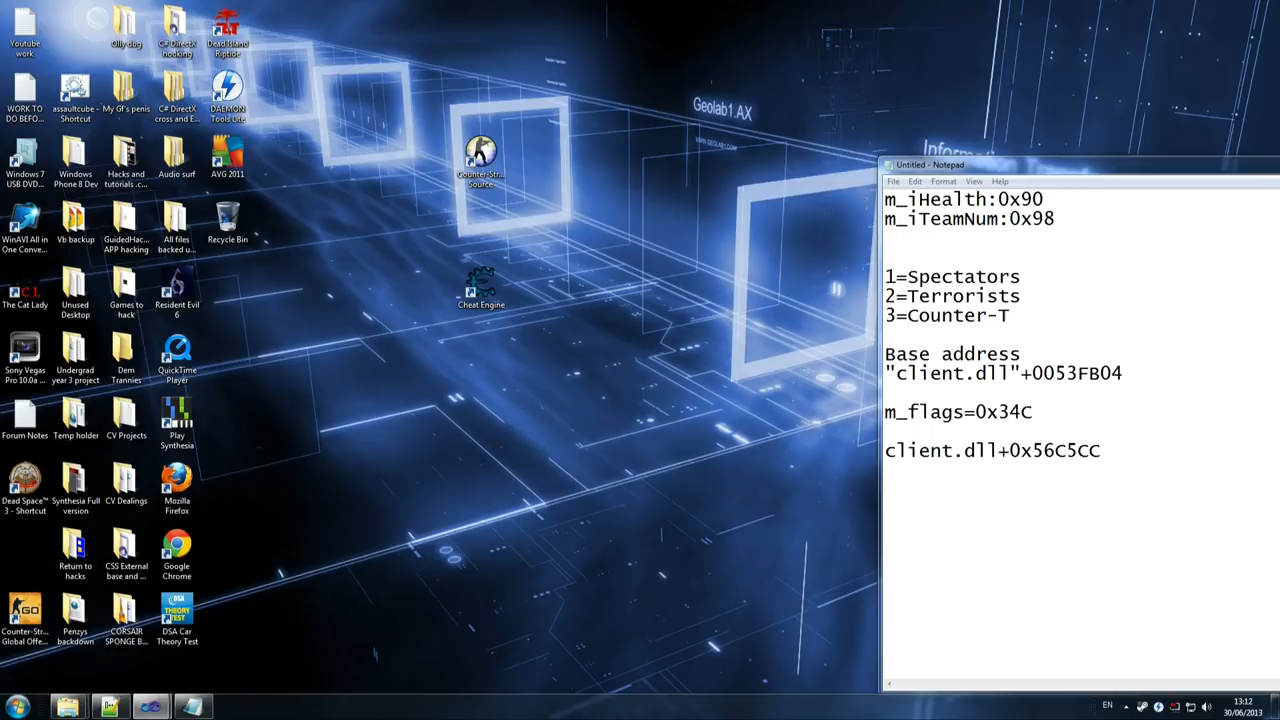 Youtube
work
Olly dbg
C# DirectX
hooking
Dead Island
Riptide
WORK TO
DO BEFO...
assaultcube -
Shortcut
My Gf's penis
C# DirectX
cross and E...
DAEMON
Tools Lite
Windows 7
USB DVD...
Windows
Phone 8 Dev
Hacks and
tutorials .c...
Audio surf
AVG 2011
WinAVI All in
One Conve...
Vb backup
GuidedHac...
APP hacking
All files
backed u...
Recycle Bin
The Cat Lady
Unused
Desktop
Games to
hack
Resident Evil
6
Sony Vegas
Pro 10.0a ...
Undergrad
year 3 project
Dem
Trannies
QuickTime
Player
Forum Notes
Temp holder
CV Projects
Play
Synthesia
Dead Space™
3 - Shortcut
Synthesia Full
version
CV Dealings
Mozilla
Firefox
Return to
hacks
CSS External
base and ...
Google
Chrome
GO
Counter-Str...
Global Offe...
Penzys
backdown
CORSAIR
SPONGE B...
DSA
THEORY
TEST
DSA Car
Theory Test
Counter-Str...
Source
Cheat Engine
Geolab1.AX
WWW.GEOLAB1.COM
Untitled - Notepad
File Edit Format View Help
m_iHealth:0x90
m_iTeamNum:0x98
1=Spectators
2=Terrorists
3=Counter-T
Base address
"client.dll"+0053FB04
m_flags=0x34C
client.dll+0x56C5CC
EN
13:12
30/06/2013